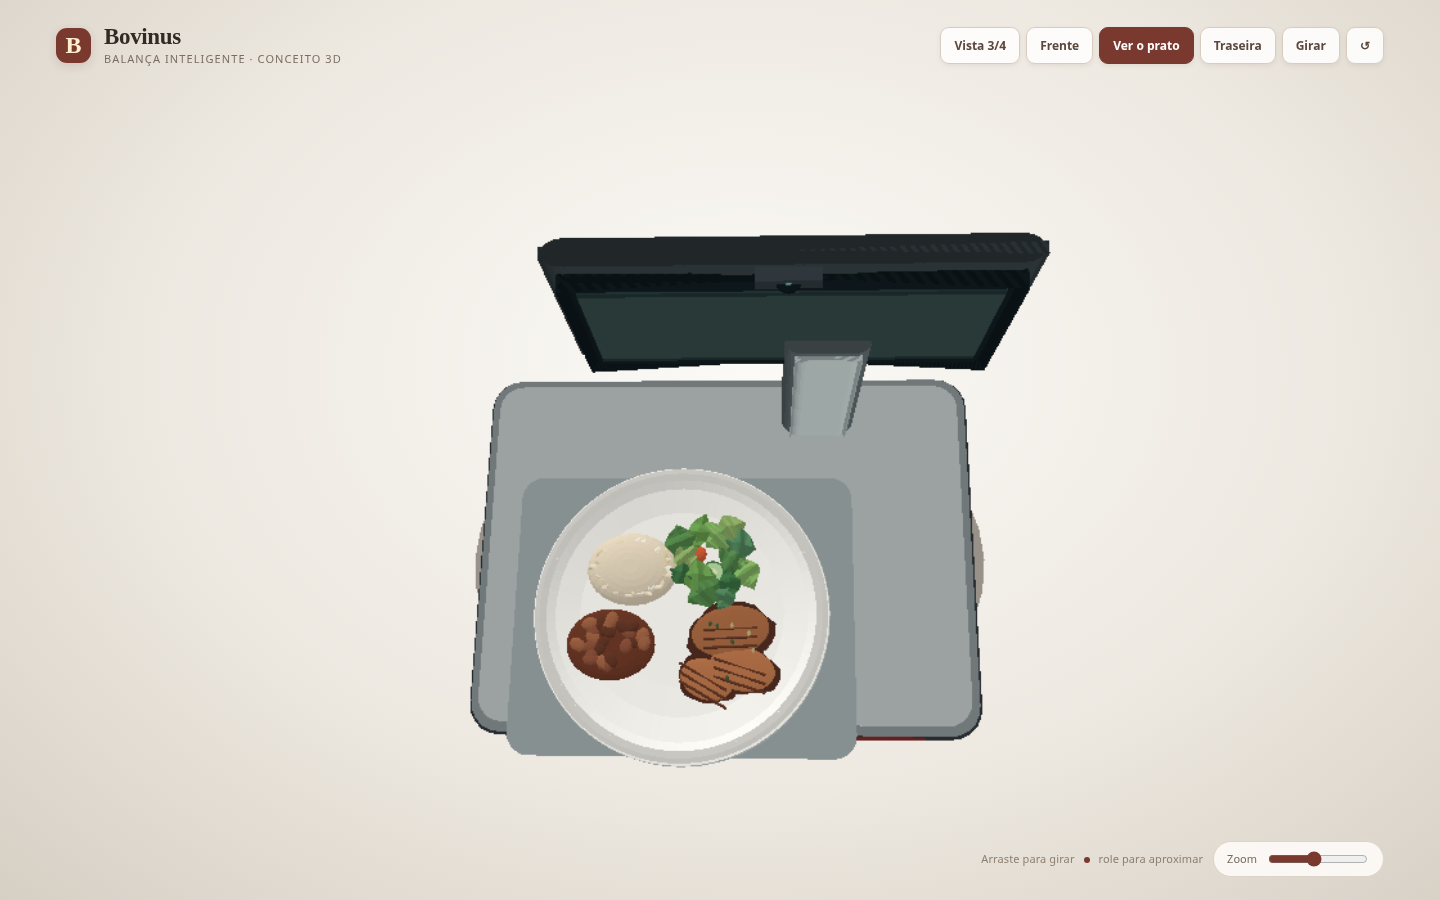 B
Bovinus
BALANÇA INTELIGENTE · CONCEITO 3D
Vista 3/4
Frente
Ver o prato
Traseira
Girar
↺
Arraste para girar • role para aproximar
Zoom